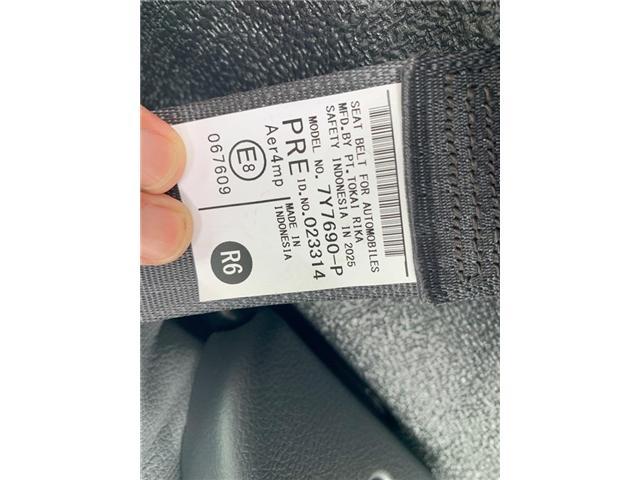 SEAT BELT FOR AUTOMOBILES
MFD.BY PT.TOKAI RIKA
SAFETY INDONESIA IN 2025
MODEL NO. 7Y7690-P
PRE ID.NO.023314
Aer4mp MADE IN
INDONESIA
E8
067609
R6